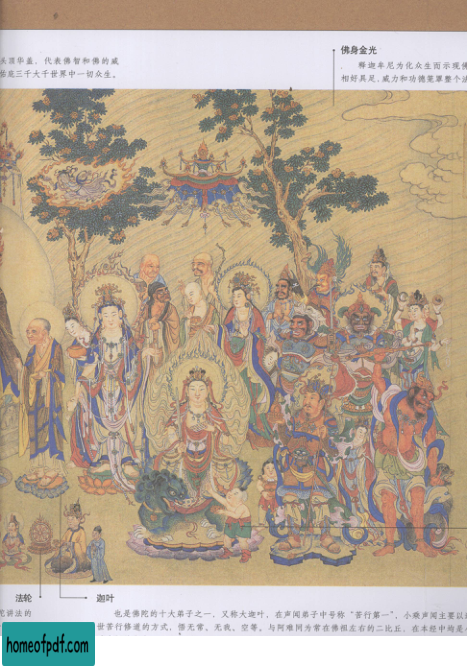 佛身金光
头顶华盖，代表佛智和佛的威
释迦牟尼为化众生而示现佛
始庇三千大千世界中一切众生。
相好具足，威力和功德笼罩整个
法轮
迦叶
陀讲法的
也是佛陀的十大弟子之一，又称大迦叶，在声闻弟子中号称“苦行第一”，小乘声闻主要以
世苦行修道的方式，悟无常、无我、空等。与阿难同为常在佛祖左右的二比丘，在本经中均是
homeofpdf.com